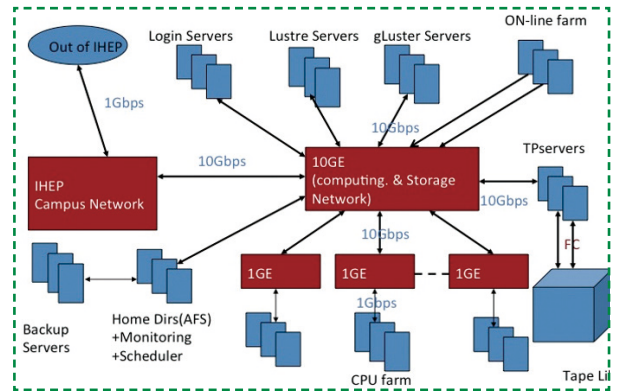 ON-line farm
Login Servers
Lustre Servers
gLuster Servers
Out of IHEP
1Gbps
10Gbps
TPservers
10GE
(computing. & Storage
Network)
10Gbps
IHEP
Campus Network
10Gbps
10Gbps
FC
1GE
1GE
1GE
1Gbps
Backup
Servers
Home Dirs(AFS)
+Monitoring
+Scheduler
CPU farm
Tape Li